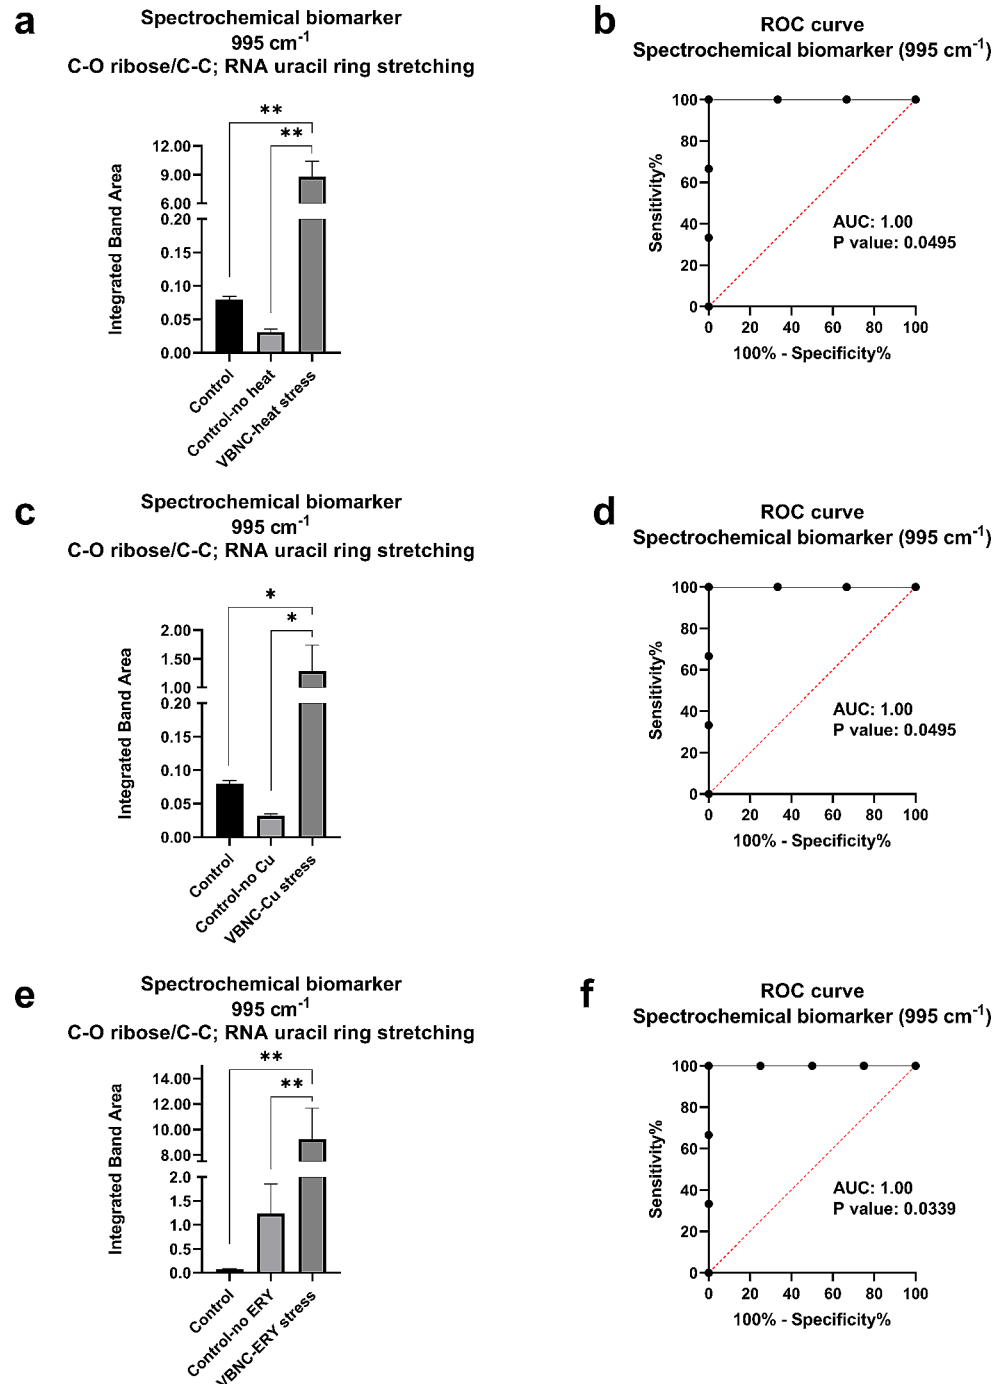 a
Spectrochemical biomarker
995 cm⁻¹
C-O ribose/C-C; RNA uracil ring stretching
**
**
12.00
9.00
6.00
0.20
0.15
0.10
0.05
0.00
Integrated Band Area
Control
Control-no heat
VBNC-heat stress
b
ROC curve
Spectrochemical biomarker (995 cm⁻¹)
100
80
60
40
20
0
Sensitivity%
AUC: 1.00
P value: 0.0495
0 20 40 60 80 100
100% - Specificity%
c
Spectrochemical biomarker
995 cm⁻¹
C-O ribose/C-C; RNA uracil ring stretching
*
*
2.00
1.50
1.00
0.20
0.15
0.10
0.05
0.00
Integrated Band Area
Control
Control-no Cu
VBNC-Cu stress
d
ROC curve
Spectrochemical biomarker (995 cm⁻¹)
100
80
60
40
20
0
Sensitivity%
AUC: 1.00
P value: 0.0495
0 20 40 60 80 100
100% - Specificity%
e
Spectrochemical biomarker
995 cm⁻¹
C-O ribose/C-C; RNA uracil ring stretching
**
**
14.00
12.00
10.00
8.00
2.0
1.5
1.0
0.5
0.0
Integrated Band Area
Control
Control-no ERY
VBNC-ERY stress
f
ROC curve
Spectrochemical biomarker (995 cm⁻¹)
100
80
60
40
20
0
Sensitivity%
AUC: 1.00
P value: 0.0339
0 20 40 60 80 100
100% - Specificity%